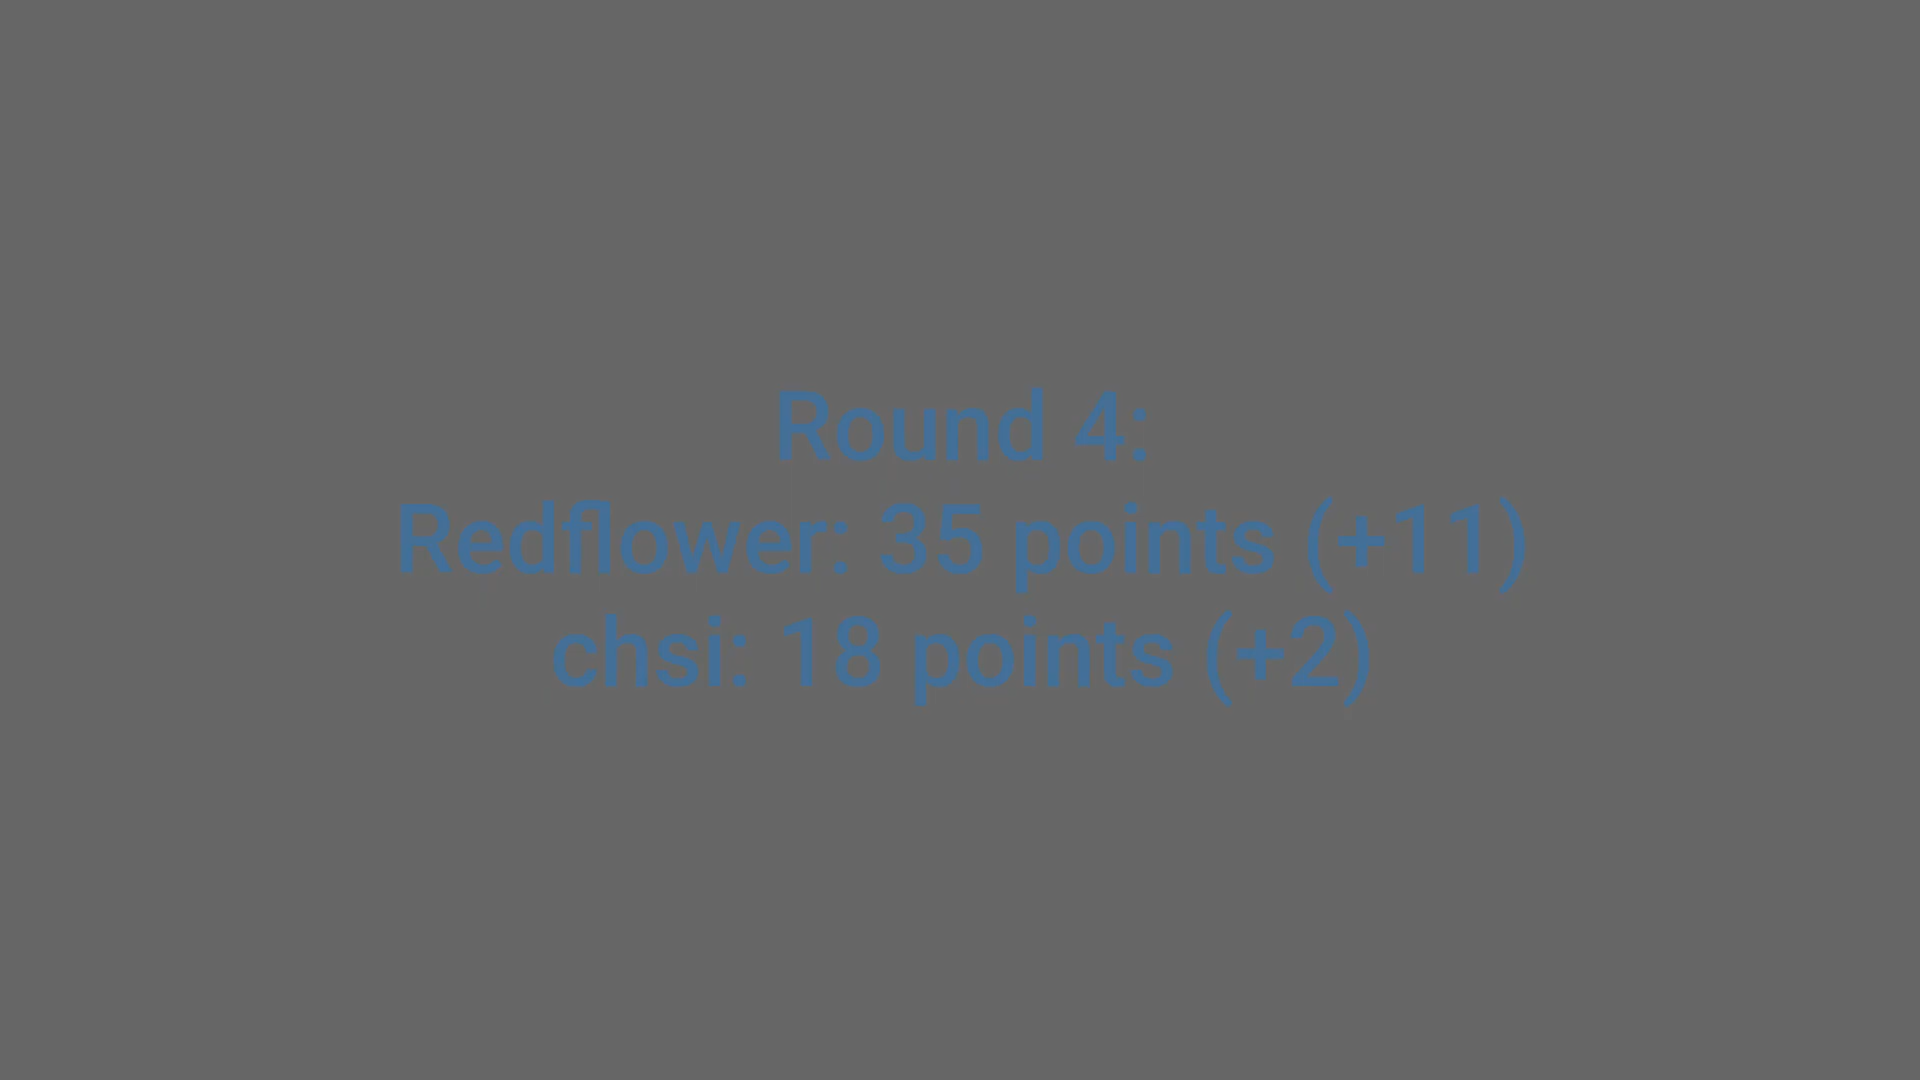 Round 4:
Redflower: 35 points (+11)
chsi: 18 points (+2)